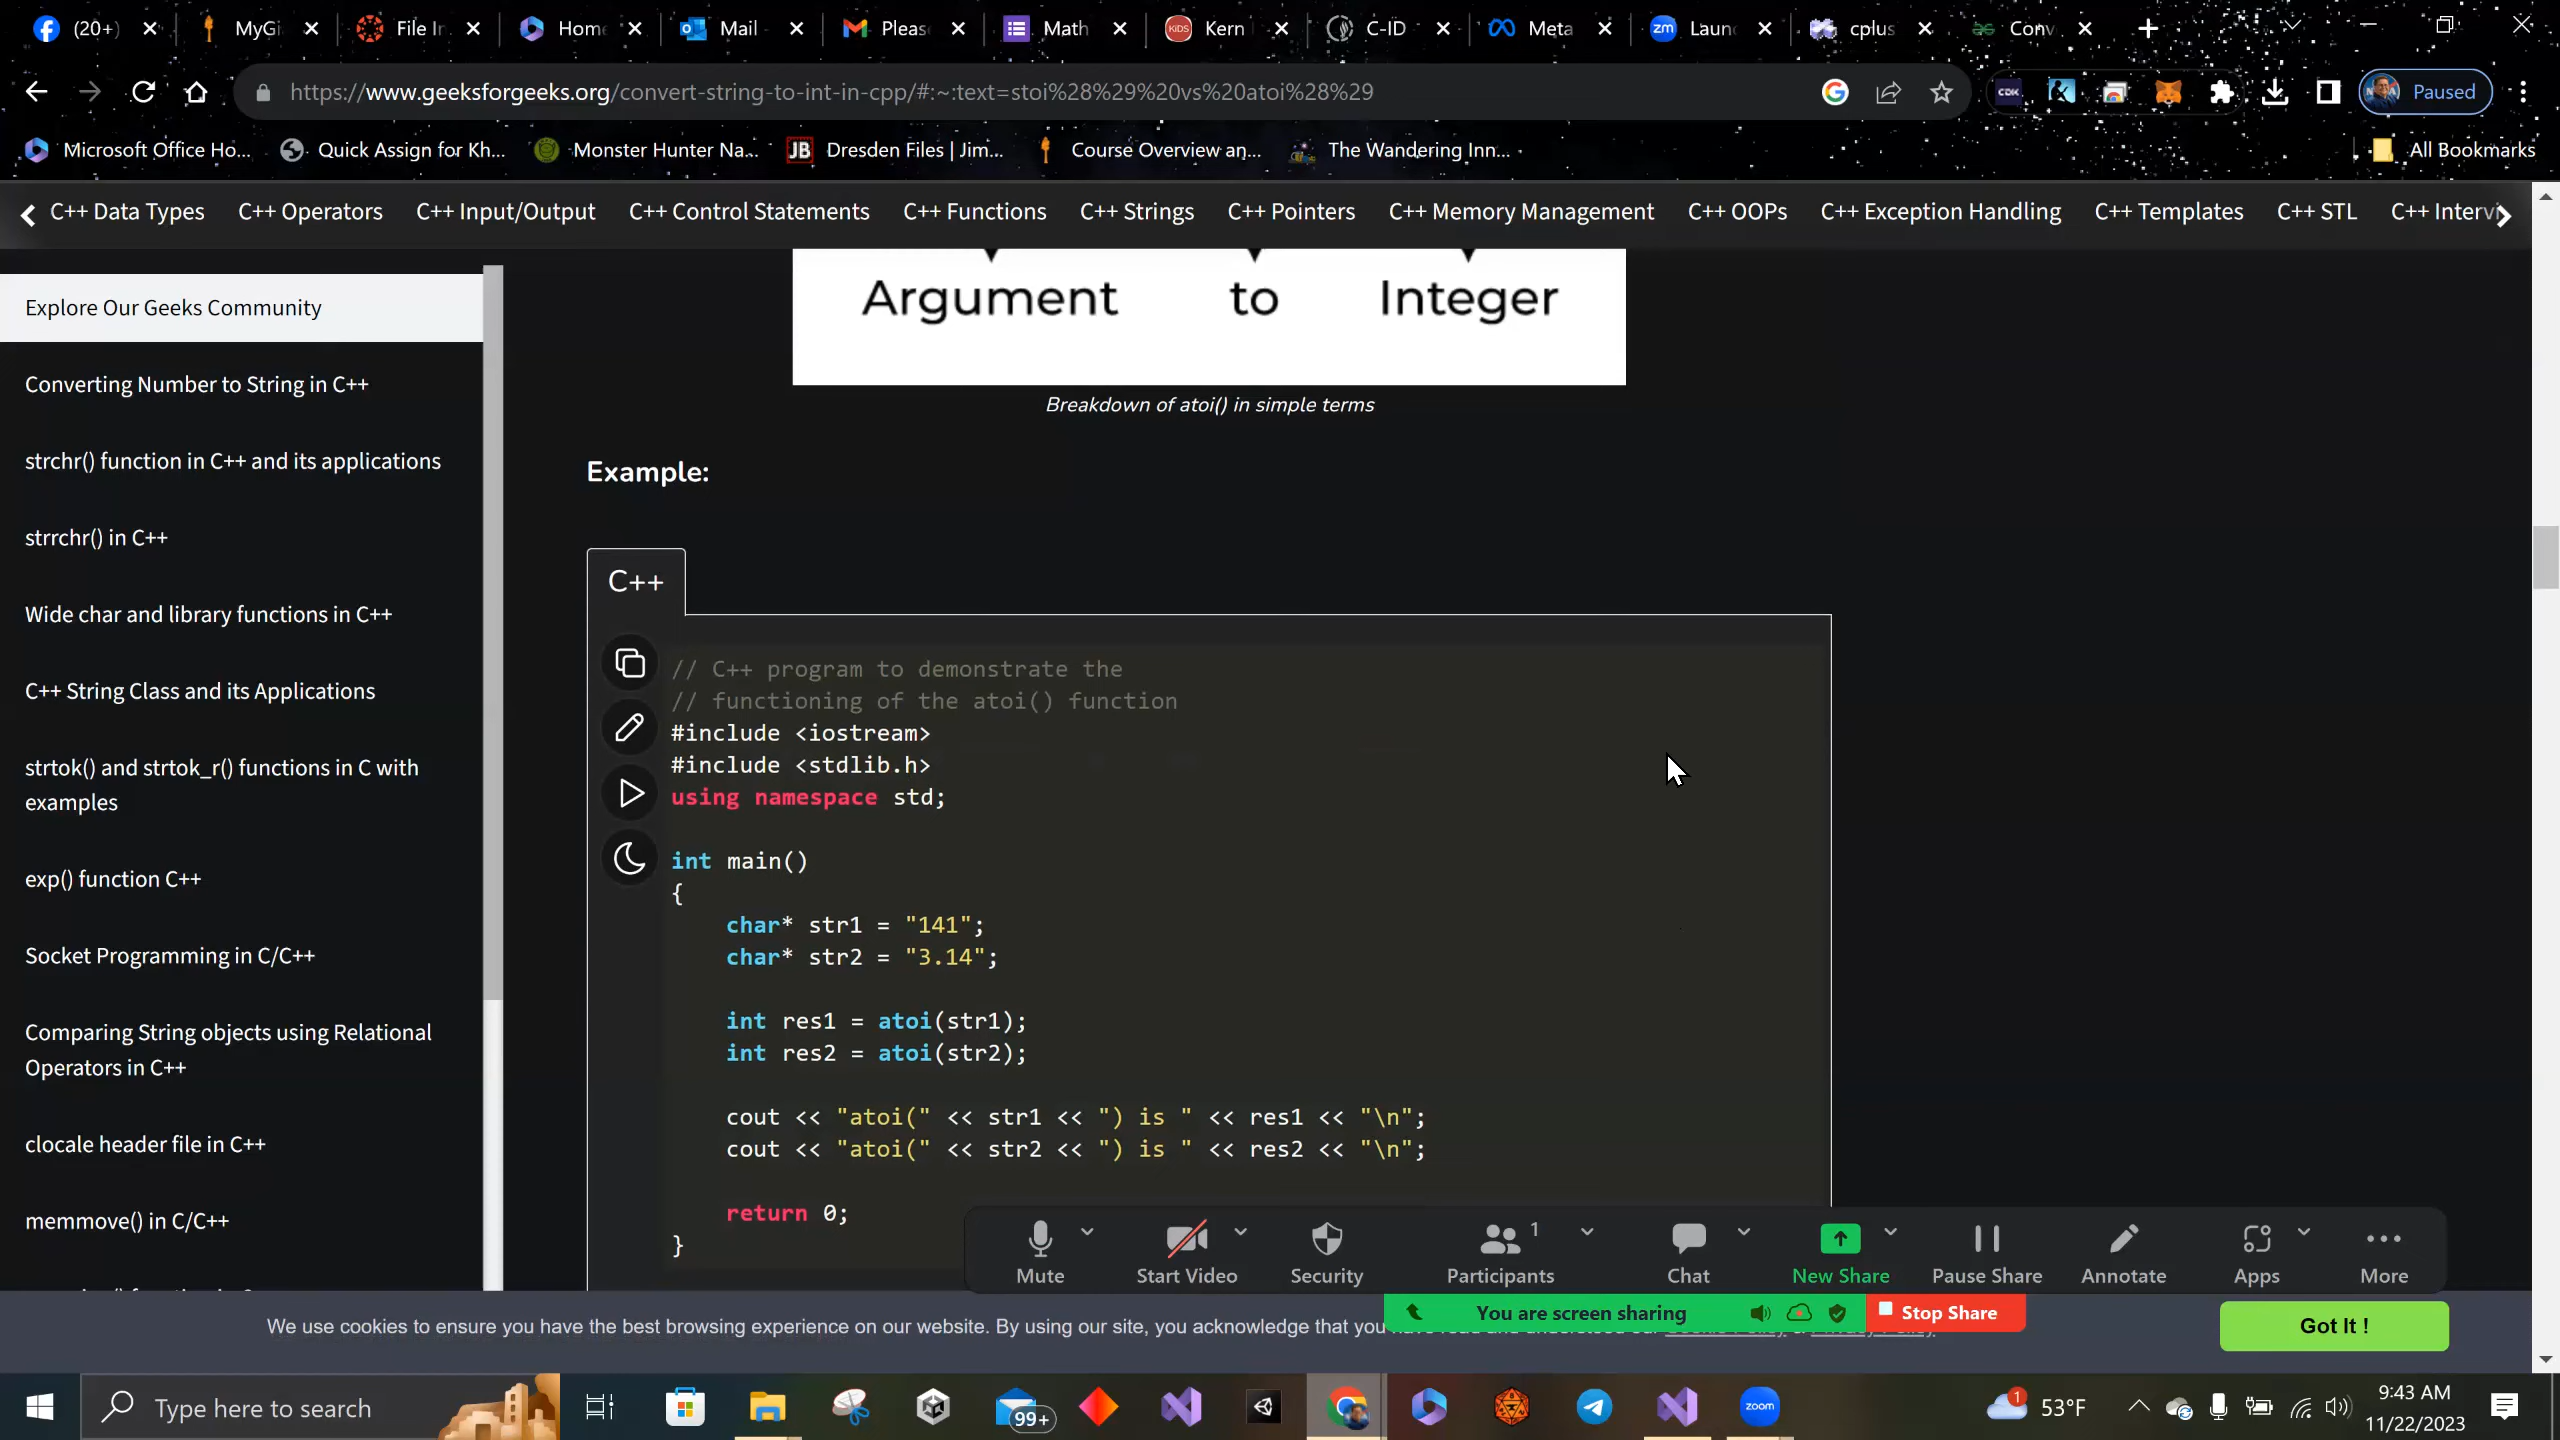 (20+)
MyGi
File Ir
Home
Mail
Pleas
Math
Kern
C-ID
Meta
Laun
cplus
Conv
https://www.geeksforgeeks.org/convert-string-to-int-in-cpp/#:~:text=stoi%28%29%20vs%20atoi%28%29
Paused
Microsoft Office Ho...
Quick Assign for Kh...
Monster Hunter Na...
JB Dresden Files | Jim...
Course Overview an...
The Wandering Inn...
All Bookmarks
C++ Data Types
C++ Operators
C++ Input/Output
C++ Control Statements
C++ Functions
C++ Strings
C++ Pointers
C++ Memory Management
C++ OOPs
C++ Exception Handling
C++ Templates
C++ STL
C++ Intervi
Explore Our Geeks Community
Converting Number to String in C++
strchr() function in C++ and its applications
strrchr() in C++
Wide char and library functions in C++
C++ String Class and its Applications
strtok() and strtok_r() functions in C with
examples
exp() function C++
Socket Programming in C/C++
Comparing String objects using Relational
Operators in C++
clocale header file in C++
memmove() in C/C++
Argument to Integer
Breakdown of atoi() in simple terms
Example:
C++
// C++ program to demonstrate the
// functioning of the atoi() function
#include <iostream>
#include <stdlib.h>
using namespace std;
int main()
{
char* str1 = "141";
char* str2 = "3.14";
int res1 = atoi(str1);
int res2 = atoi(str2);
cout << "atoi(" << str1 << ") is " << res1 << "\n";
cout << "atoi(" << str2 << ") is " << res2 << "\n";
return 0;
}
Mute
Start Video
Security
1
Participants
Chat
New Share
Pause Share
Annotate
Apps
More
You are screen sharing
Stop Share
We use cookies to ensure you have the best browsing experience on our website. By using our site, you acknowledge that you
Got It !
Type here to search
99+
zoom
1
53°F
9:43 AM
11/22/2023